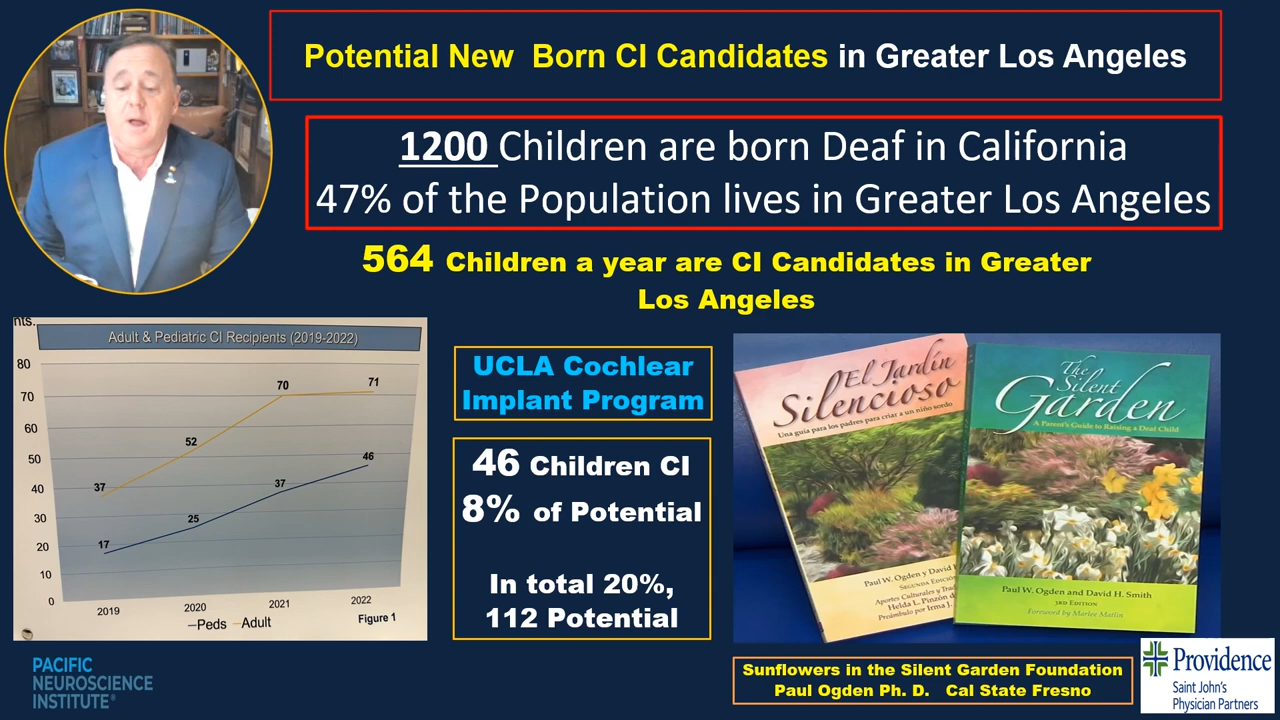 Potential New Born CI Candidates in Greater Los Angeles
1200 Children are born Deaf in California
47% of the Population lives in Greater Los Angeles
564 Children a year are CI Candidates in Greater
Los Angeles
nts.
Adult & Pediatric CI Recipients (2019-2022)
80
70
60
50
40
30
20
10
0
37
52
70
71
17
25
37
46
2019
2020
2021
2022
Peds
Adult
Figure 1
UCLA Cochlear
Implant Program
46 Children CI
8% of Potential
In total 20%,
112 Potential
El Jardín
Silencioso
Una guía para los padres para criar a un niño sordo
Paul W. Ogden y David
Segunda Edición
Aportes Culturales y
Helda L. Pinzón
Preámbulo por Irma J.
The
Silent
Garden
A Parent's Guide to Raising a Deaf Child
Paul W. Ogden and David H. Smith
3RD EDITION
Foreword by Marlee Matlin
Sunflowers in the Silent Garden Foundation
Paul Ogden Ph. D. Cal State Fresno
PACIFIC
NEUROSCIENCE
INSTITUTE®
Providence
Saint John's
Physician Partners